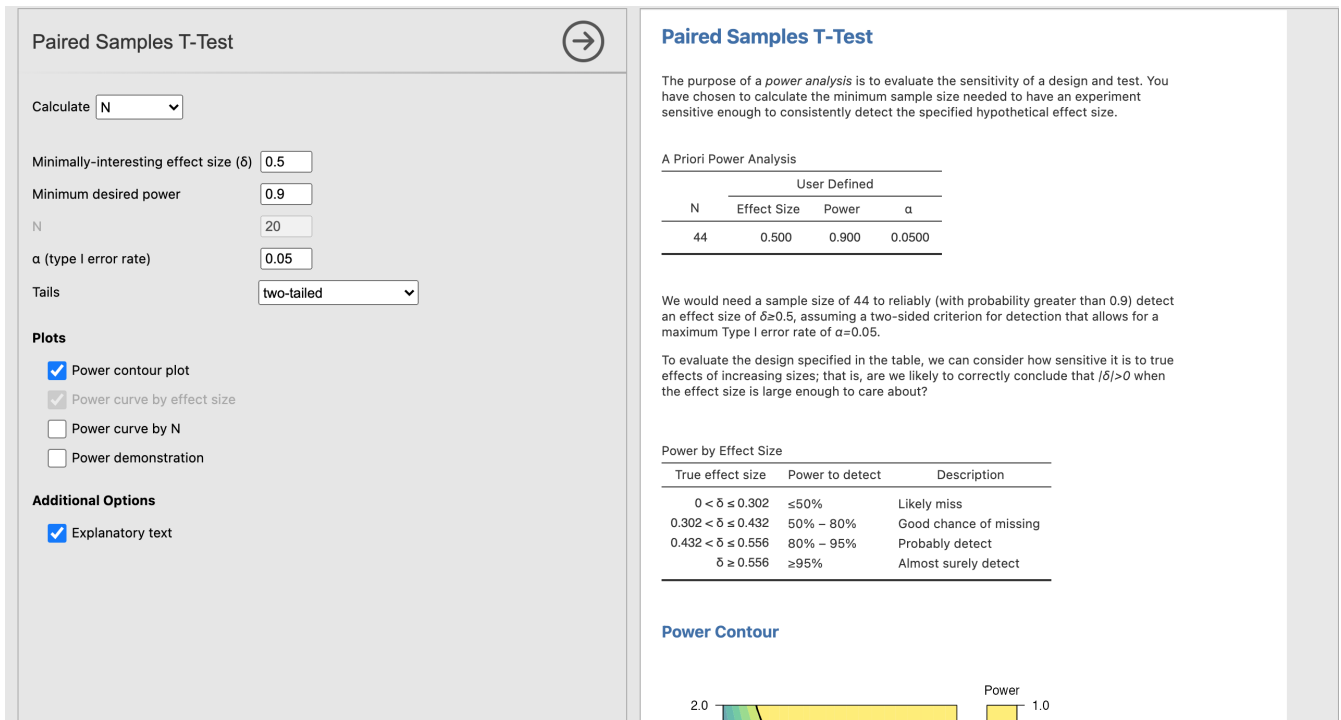 Paired Samples T-Test
Calculate N
Minimally-interesting effect size (δ) 0.5
Minimum desired power 0.9
N 20
α (type I error rate) 0.05
Tails two-tailed
Plots
Power contour plot
Power curve by effect size
Power curve by N
Power demonstration
Additional Options
Explanatory text
Paired Samples T-Test
The purpose of a power analysis is to evaluate the sensitivity of a design and test. You
have chosen to calculate the minimum sample size needed to have an experiment
sensitive enough to consistently detect the specified hypothetical effect size.
A Priori Power Analysis
User Defined
N Effect Size Power α
44 0.500 0.900 0.0500
We would need a sample size of 44 to reliably (with probability greater than 0.9) detect
an effect size of δ≥0.5, assuming a two-sided criterion for detection that allows for a
maximum Type I error rate of α=0.05.
To evaluate the design specified in the table, we can consider how sensitive it is to true
effects of increasing sizes; that is, are we likely to correctly conclude that |δ|>0 when
the effect size is large enough to care about?
Power by Effect Size
True effect size Power to detect Description
0 < δ ≤ 0.302 ≤50% Likely miss
0.302 < δ ≤ 0.432 50% – 80% Good chance of missing
0.432 < δ ≤ 0.556 80% – 95% Probably detect
δ ≥ 0.556 ≥95% Almost surely detect
Power Contour
Power
2.0 1.0